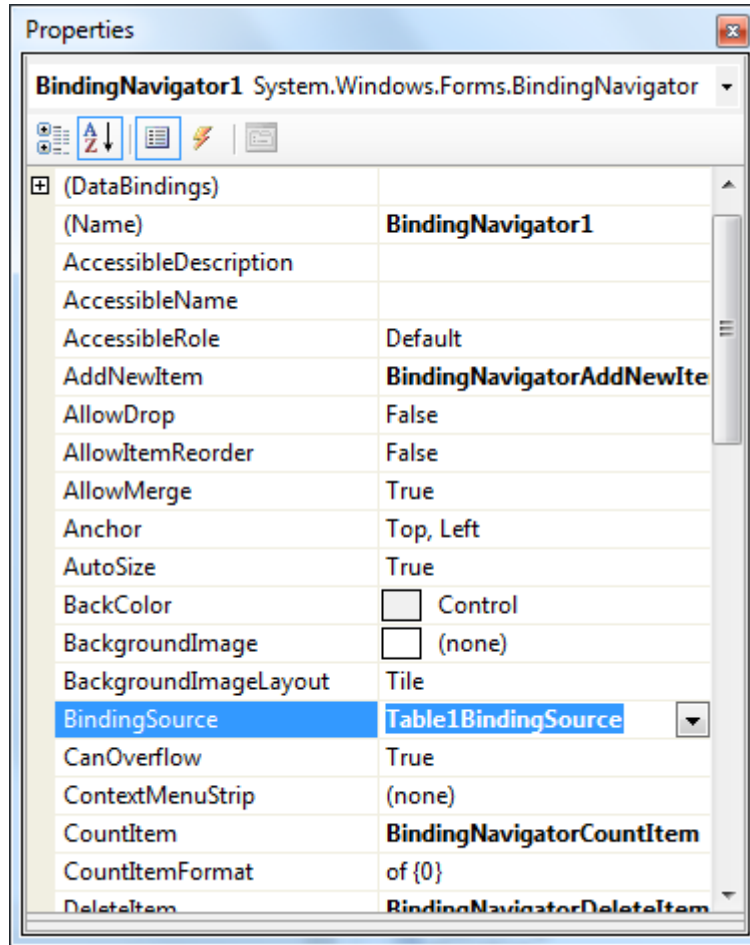 Properties
BindingNavigator1 System.Windows.Forms.BindingNavigator
(DataBindings)
(Name) BindingNavigator1
AccessibleDescription
AccessibleName
AccessibleRole Default
AddNewItem BindingNavigatorAddNewIte
AllowDrop False
AllowItemReorder False
AllowMerge True
Anchor Top, Left
AutoSize True
BackColor Control
BackgroundImage (none)
BackgroundImageLayout Tile
BindingSource Table1BindingSource
CanOverflow True
ContextMenuStrip (none)
CountItem BindingNavigatorCountItem
CountItemFormat of {0}
DeleteItem BindingNavigatorDeleteItem